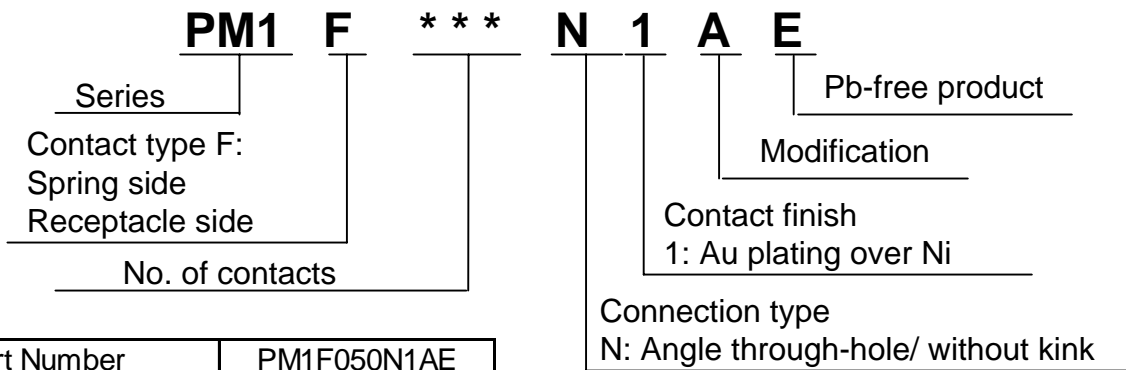 PM1 F *** N 1 A E
Series
Pb-free product
Contact type F:
Spring side
Receptacle side
Modification
Contact finish
1: Au plating over Ni
No. of contacts
Connection type
N: Angle through-hole/ without kink
rt Number PM1F050N1AE